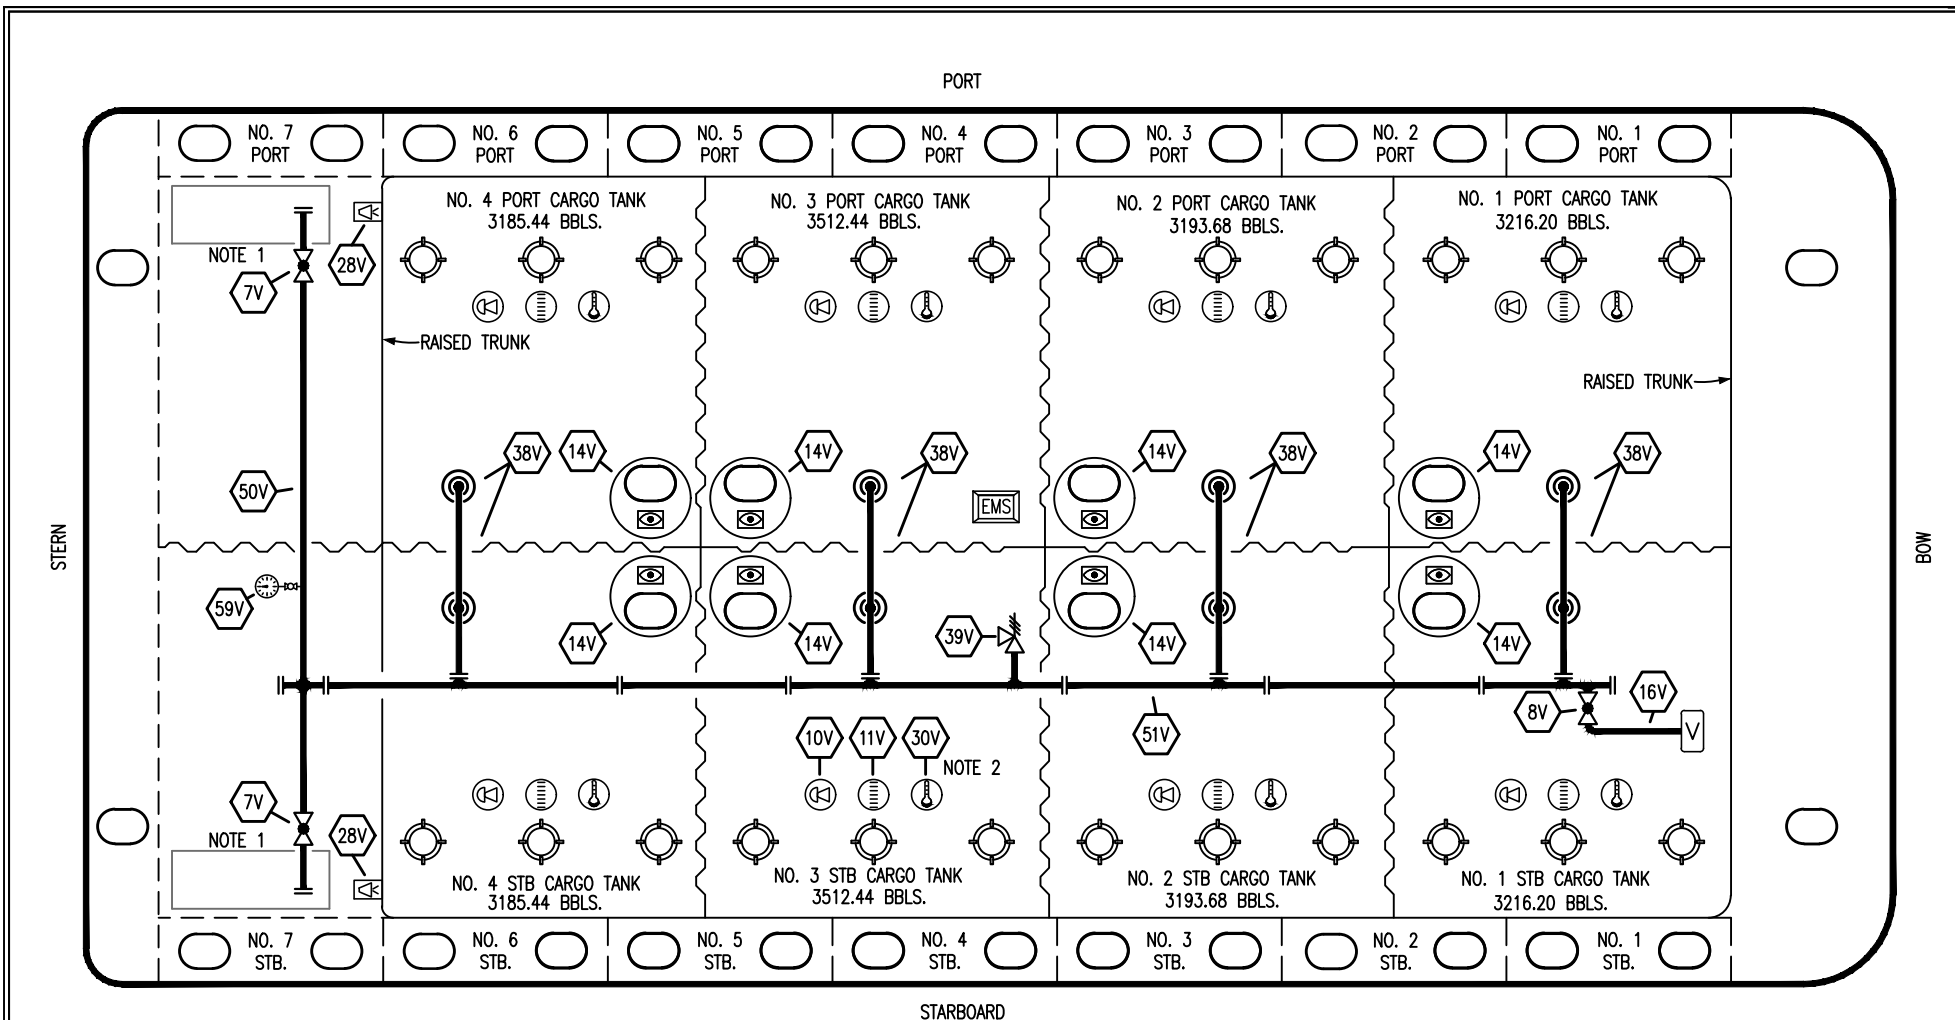 PORT
NO. 7
PORT
NO. 6
PORT
NO. 5
PORT
NO. 4
PORT
NO. 3
PORT
NO. 2
PORT
NO. 1
PORT
NO. 4 PORT CARGO TANK
3185.44 BBLS.
NO. 3 PORT CARGO TANK
3512.44 BBLS.
NO. 2 PORT CARGO TANK
3193.68 BBLS.
NO. 1 PORT CARGO TANK
3216.20 BBLS.
NOTE 1
28V
7V
RAISED TRUNK
RAISED TRUNK
38V
14V
14V
38V
14V
38V
14V
38V
50V
EMS
STERN
BOW
59V
14V
14V
39V
14V
14V
16V
8V
V
51V
10V
11V
30V
NOTE 2
7V
28V
NOTE 1
NO. 4 STB CARGO TANK
3185.44 BBLS.
NO. 3 STB CARGO TANK
3512.44 BBLS.
NO. 2 STB CARGO TANK
3193.68 BBLS.
NO. 1 STB CARGO TANK
3216.20 BBLS.
NO. 7
STB.
NO. 6
STB.
NO. 5
STB.
NO. 4
STB.
NO. 3
STB.
NO. 2
STB.
NO. 1
STB.
STARBOARD